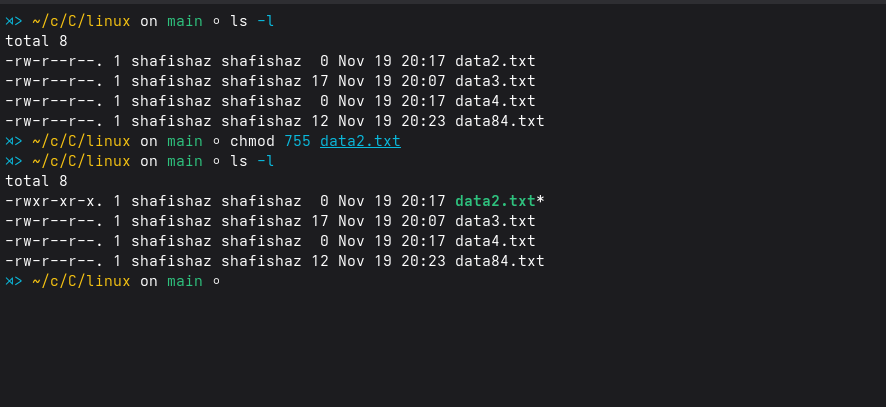 ⋊> ~/c/C/linux on main ◦ ls -l
total 8
-rw-r--r--. 1 shafishaz shafishaz  0 Nov 19 20:17 data2.txt
-rw-r--r--. 1 shafishaz shafishaz 17 Nov 19 20:07 data3.txt
-rw-r--r--. 1 shafishaz shafishaz  0 Nov 19 20:17 data4.txt
-rw-r--r--. 1 shafishaz shafishaz 12 Nov 19 20:23 data84.txt
⋊> ~/c/C/linux on main ◦ chmod 755 data2.txt
⋊> ~/c/C/linux on main ◦ ls -l
total 8
-rwxr-xr-x. 1 shafishaz shafishaz  0 Nov 19 20:17 data2.txt*
-rw-r--r--. 1 shafishaz shafishaz 17 Nov 19 20:07 data3.txt
-rw-r--r--. 1 shafishaz shafishaz  0 Nov 19 20:17 data4.txt
-rw-r--r--. 1 shafishaz shafishaz 12 Nov 19 20:23 data84.txt
⋊> ~/c/C/linux on main ◦